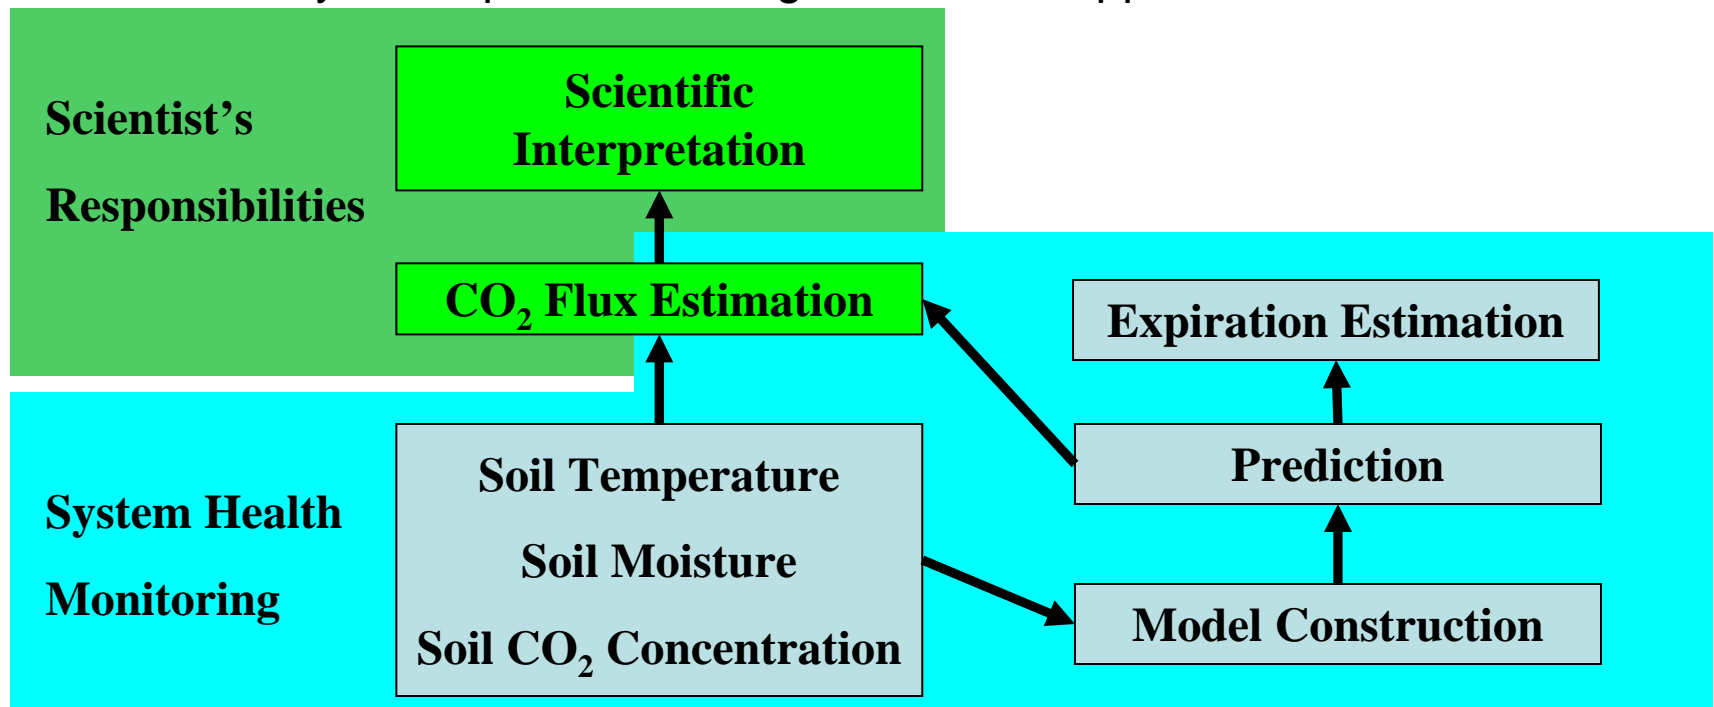 Scientist’s
Responsibilities
Scientific
Interpretation
CO₂ Flux Estimation
Expiration Estimation
Prediction
Model Construction
System Health
Monitoring
Soil Temperature
Soil Moisture
Soil CO₂ Concentration